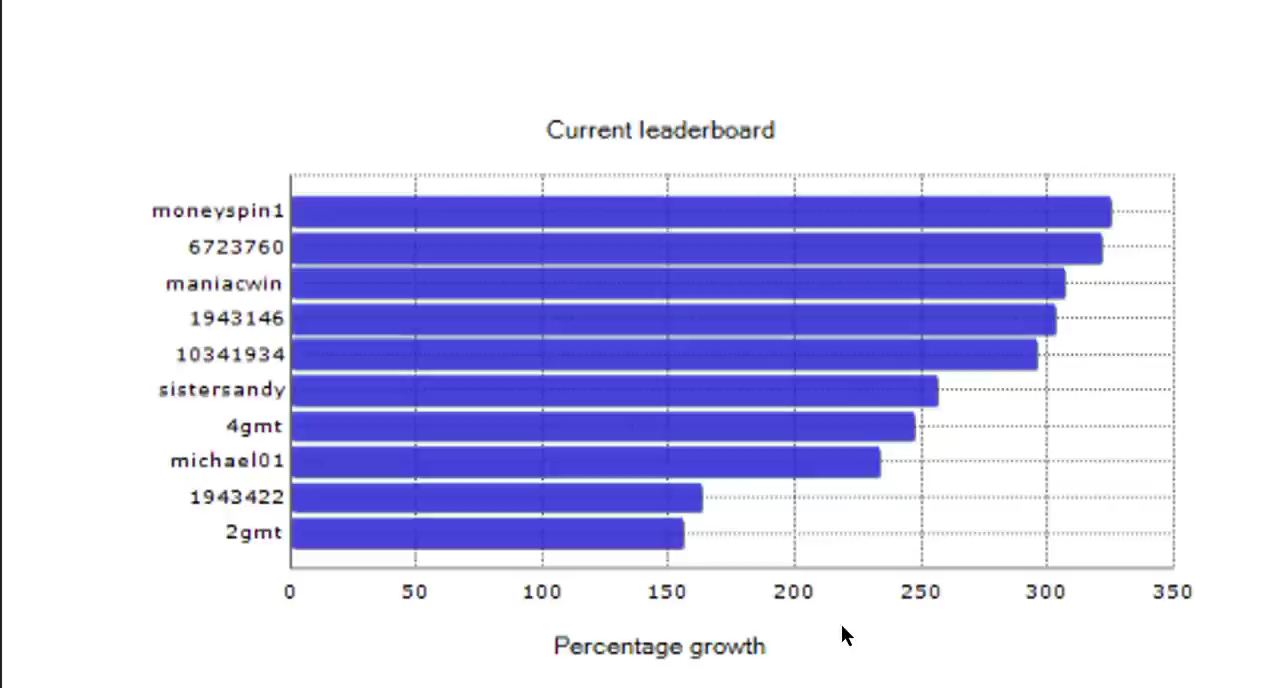 Current leaderboard
moneyspin1
6723760
maniacwin
1943146
10341934
sistersandy
4gmt
michael01
1943422
2gmt
0 50 100 150 200 250 300 350
Percentage growth